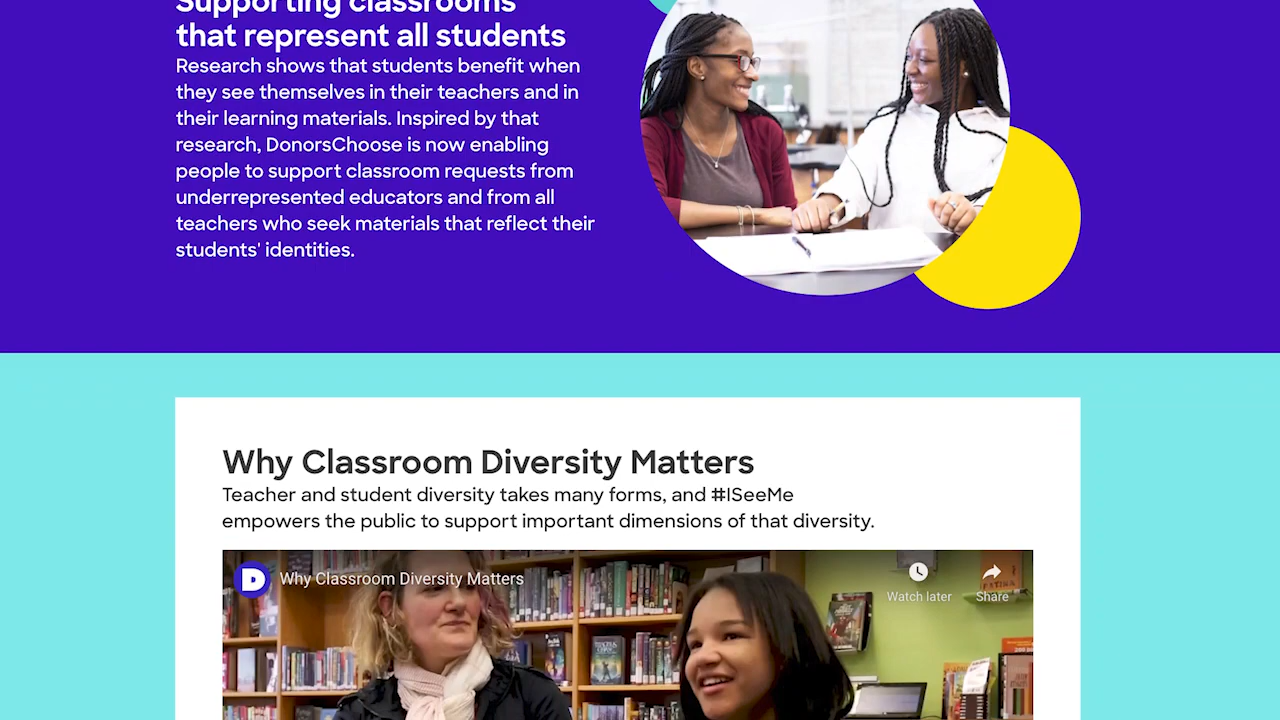 Supporting classrooms
that represent all students
Research shows that students benefit when
they see themselves in their teachers and in
their learning materials. Inspired by that
research, DonorsChoose is now enabling
people to support classroom requests from
underrepresented educators and from all
teachers who seek materials that reflect their
students' identities.
Why Classroom Diversity Matters
Teacher and student diversity takes many forms, and #ISeeMe
empowers the public to support important dimensions of that diversity.
D
Why Classroom Diversity Matters
Watch later
Share